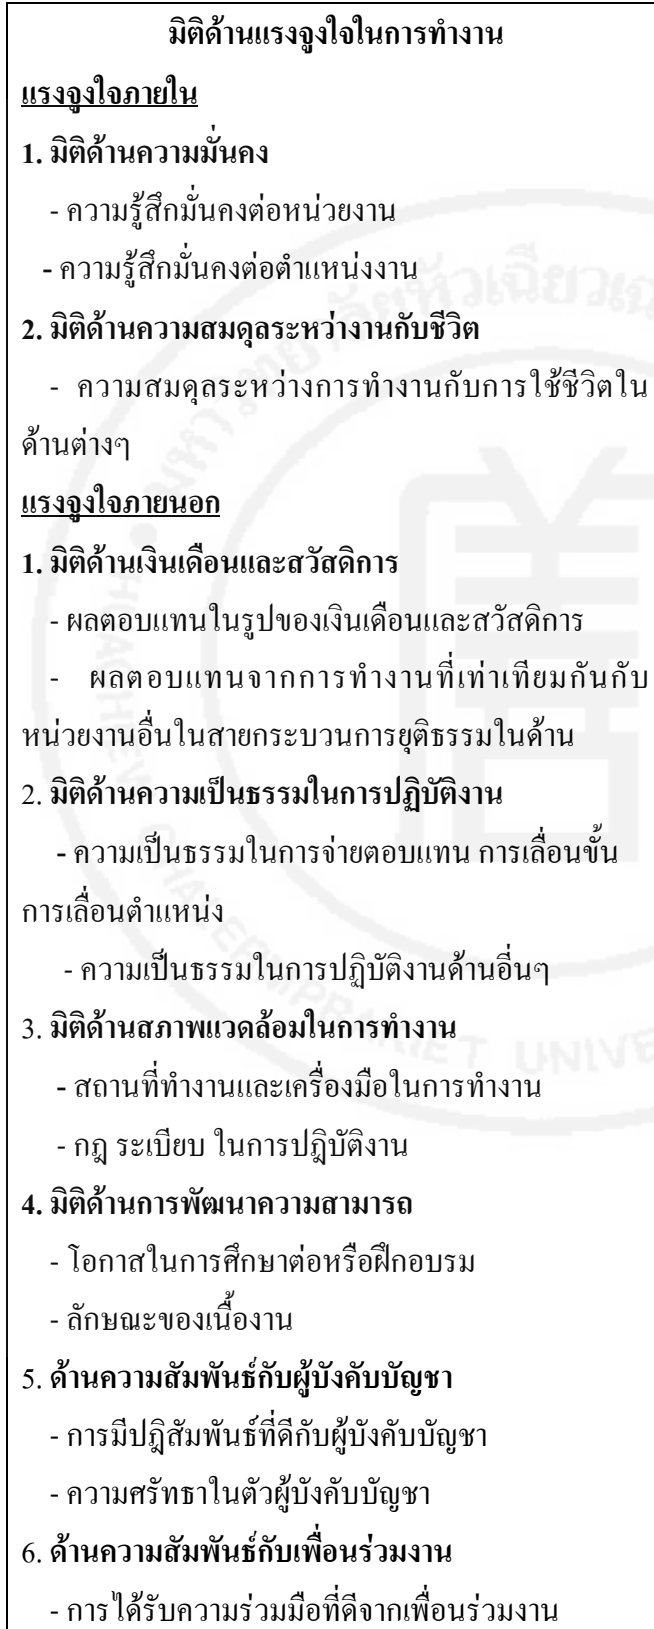 มิติด้านแรงจูงใจในการทำงาน
แรงจูงใจภายใน
1. มิติด้านความมั่นคง
- ความรู้สึกมั่นคงต่อหน่วยงาน
- ความรู้สึกมั่นคงต่อตำแหน่งงาน
2. มิติด้านความสมดุลระหว่างงานกับชีวิต
- ความสมดุลระหว่างการทำงานกับการใช้ชีวิตใน
ด้านต่างๆ
แรงจูงใจภายนอก
1. มิติด้านเงินเดือนและสวัสดิการ
- ผลตอบแทนในรูปของเงินเดือนและสวัสดิการ
- ผลตอบแทนจากการทำงานที่เท่าเทียมกันกับ
หน่วยงานอื่นในสายกระบวนการยุติธรรมในด้าน
2. มิติด้านความเป็นธรรมในการปฏิบัติงาน
- ความเป็นธรรมในการจ่ายตอบแทน การเลื่อนขั้น
การเลื่อนตำแหน่ง
- ความเป็นธรรมในการปฏิบัติงานด้านอื่นๆ
3. มิติด้านสภาพแวดล้อมในการทำงาน
- สถานที่ทำงานและเครื่องมือในการทำงาน
- กฎ ระเบียบ ในการปฎิบัติงาน
4. มิติด้านการพัฒนาความสามารถ
- โอกาสในการศึกษาต่อหรือฝึกอบรม
- ลักษณะของเนื้องาน
5. ด้านความสัมพันธ์กับผู้บังคับบัญชา
- การมีปฎิสัมพันธ์ที่ดีกับผู้บังคับบัญชา
- ความศรัทธาในตัวผู้บังคับบัญชา
6. ด้านความสัมพันธ์กับเพื่อนร่วมงาน
- การได้รับความร่วมมือที่ดีจากเพื่อนร่วมงาน